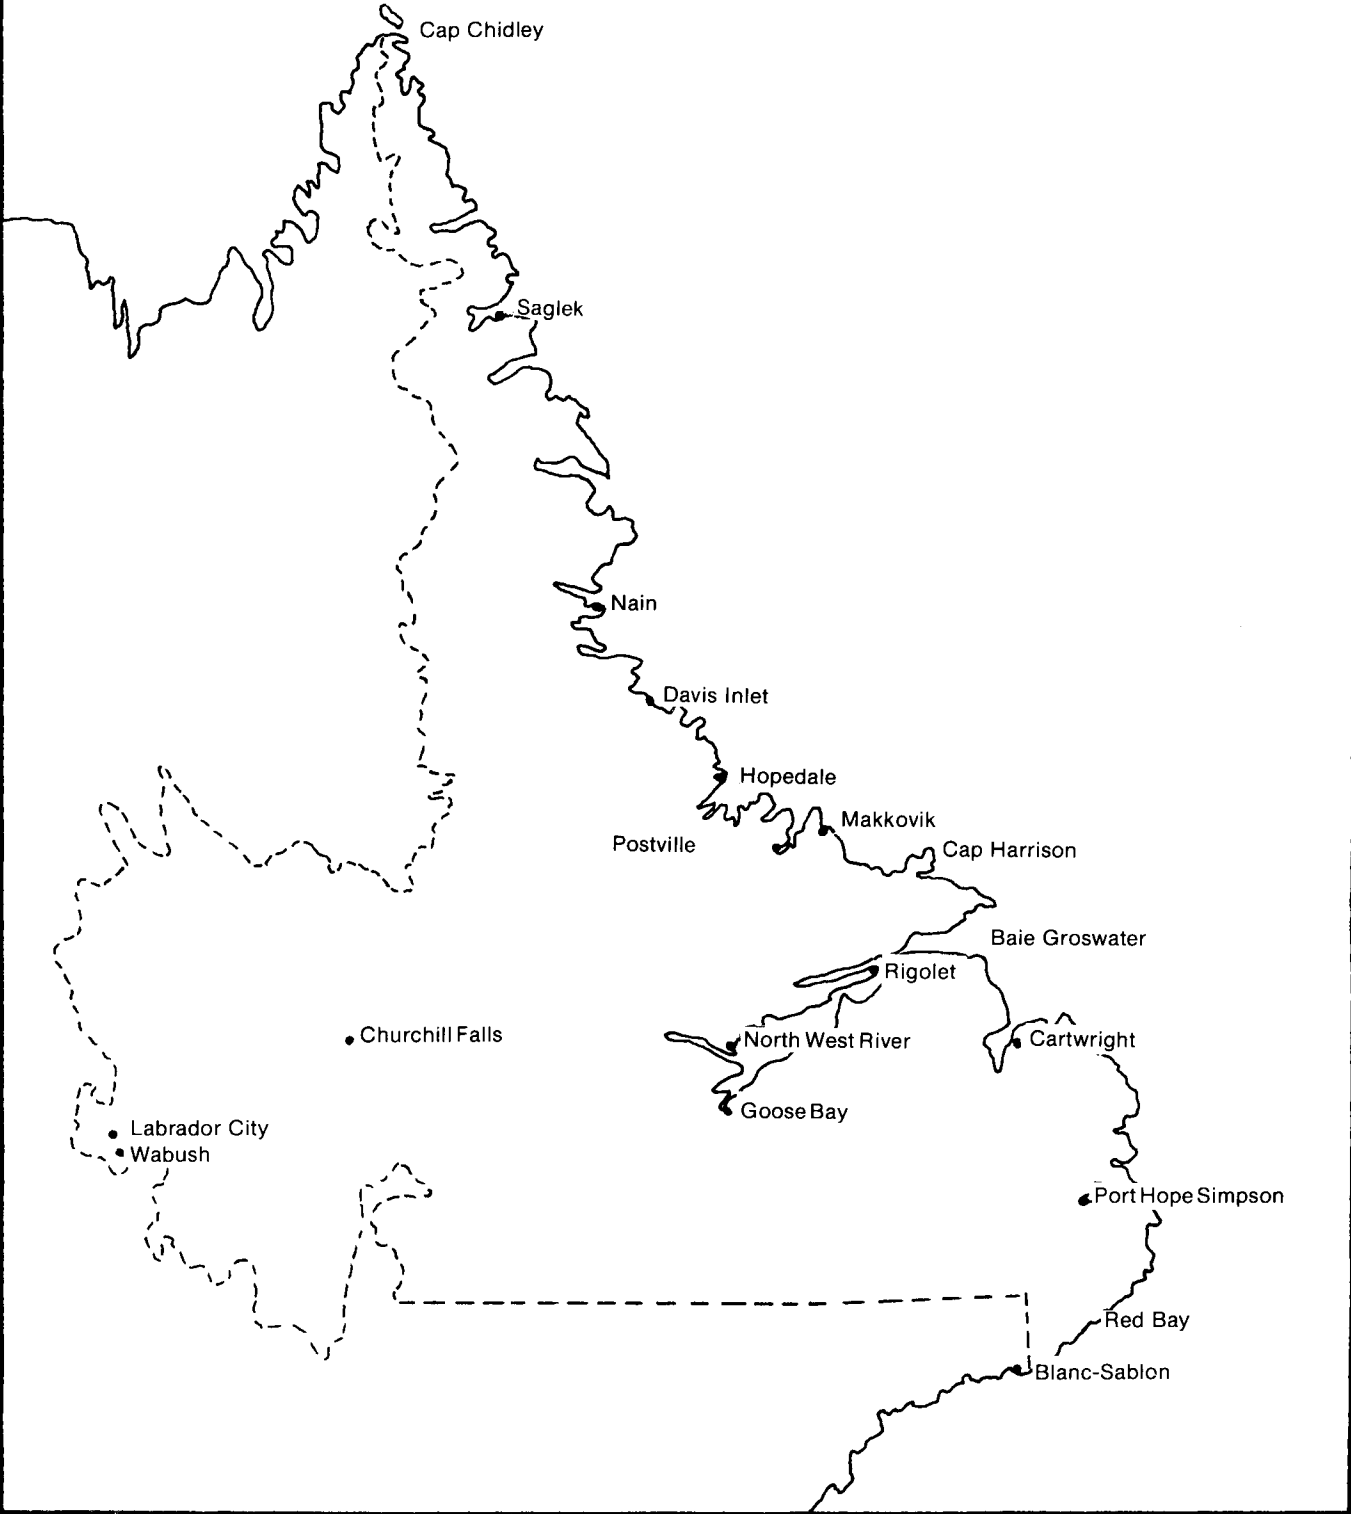 Cap Chidley
Saglek
Nain
Davis Inlet
Hopedale
Makkovik
Postville
Cap Harrison
Baie Groswater
Rigolet
Churchill Falls
North West River
Cartwright
Goose Bay
Labrador City
Wabush
Port Hope Simpson
Red Bay
Blanc-Sablon